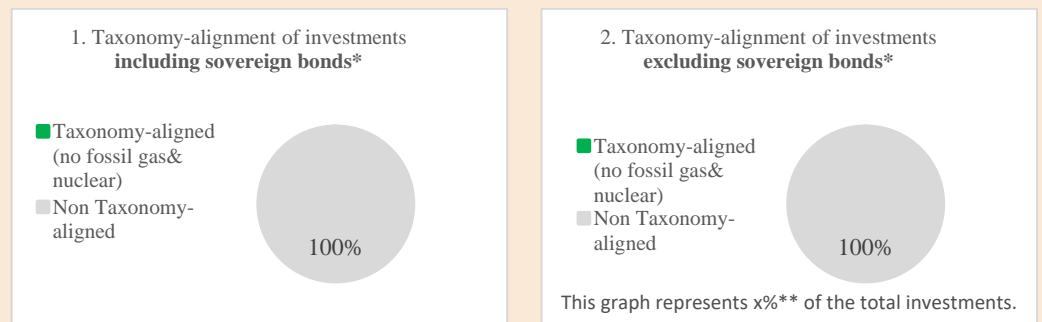 1. Taxonomy-alignment of investments
including sovereign bonds*
Taxonomy-aligned
(no fossil gas&
nuclear)
Non Taxonomy-
aligned
100%
2. Taxonomy-alignment of investments
excluding sovereign bonds*
Taxonomy-aligned
(no fossil gas&
nuclear)
Non Taxonomy-
aligned
100%
This graph represents x%** of the total investments.